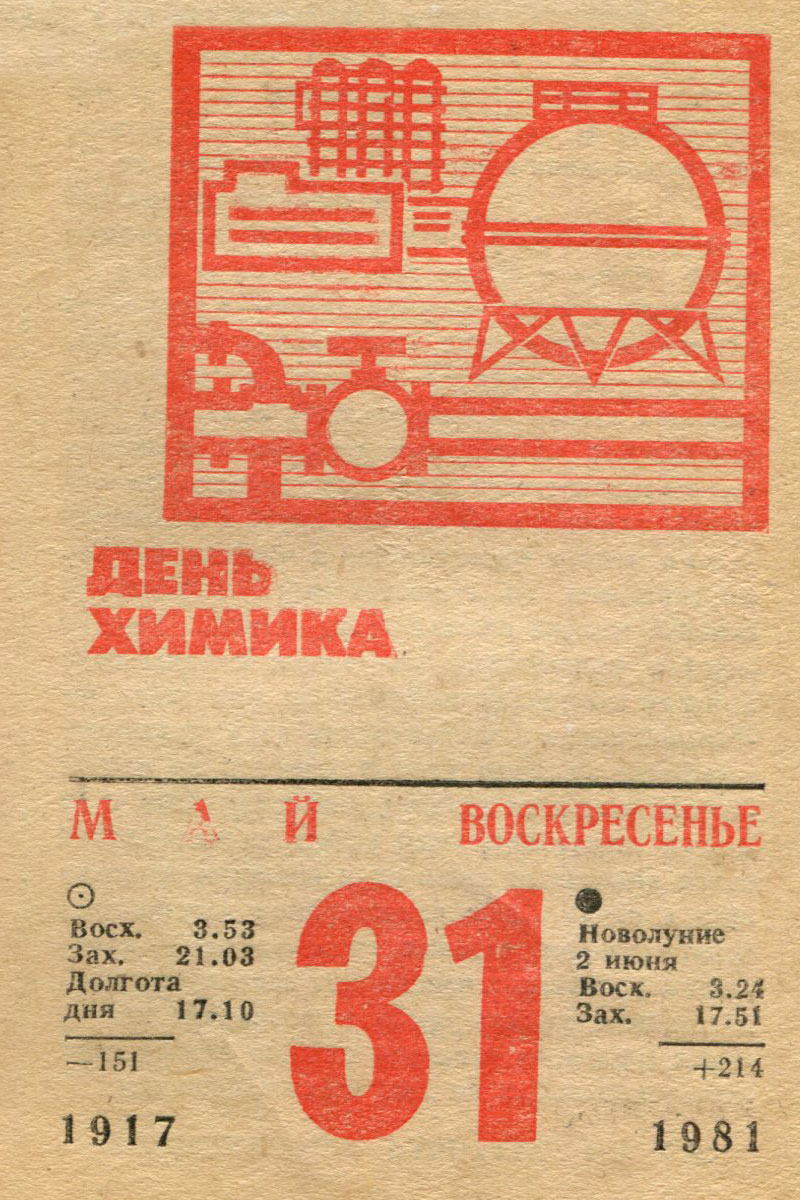 ДЕНЬ
ХИМИКА
МАЙ ВОСКРЕСЕНЬЕ
31
Восх. 3.53
Зах. 21.03
Долгота
дня 17.10
—151
1917
Новолуние
2 июня
Восх. 3.24
Зах. 17.51
+214
1981